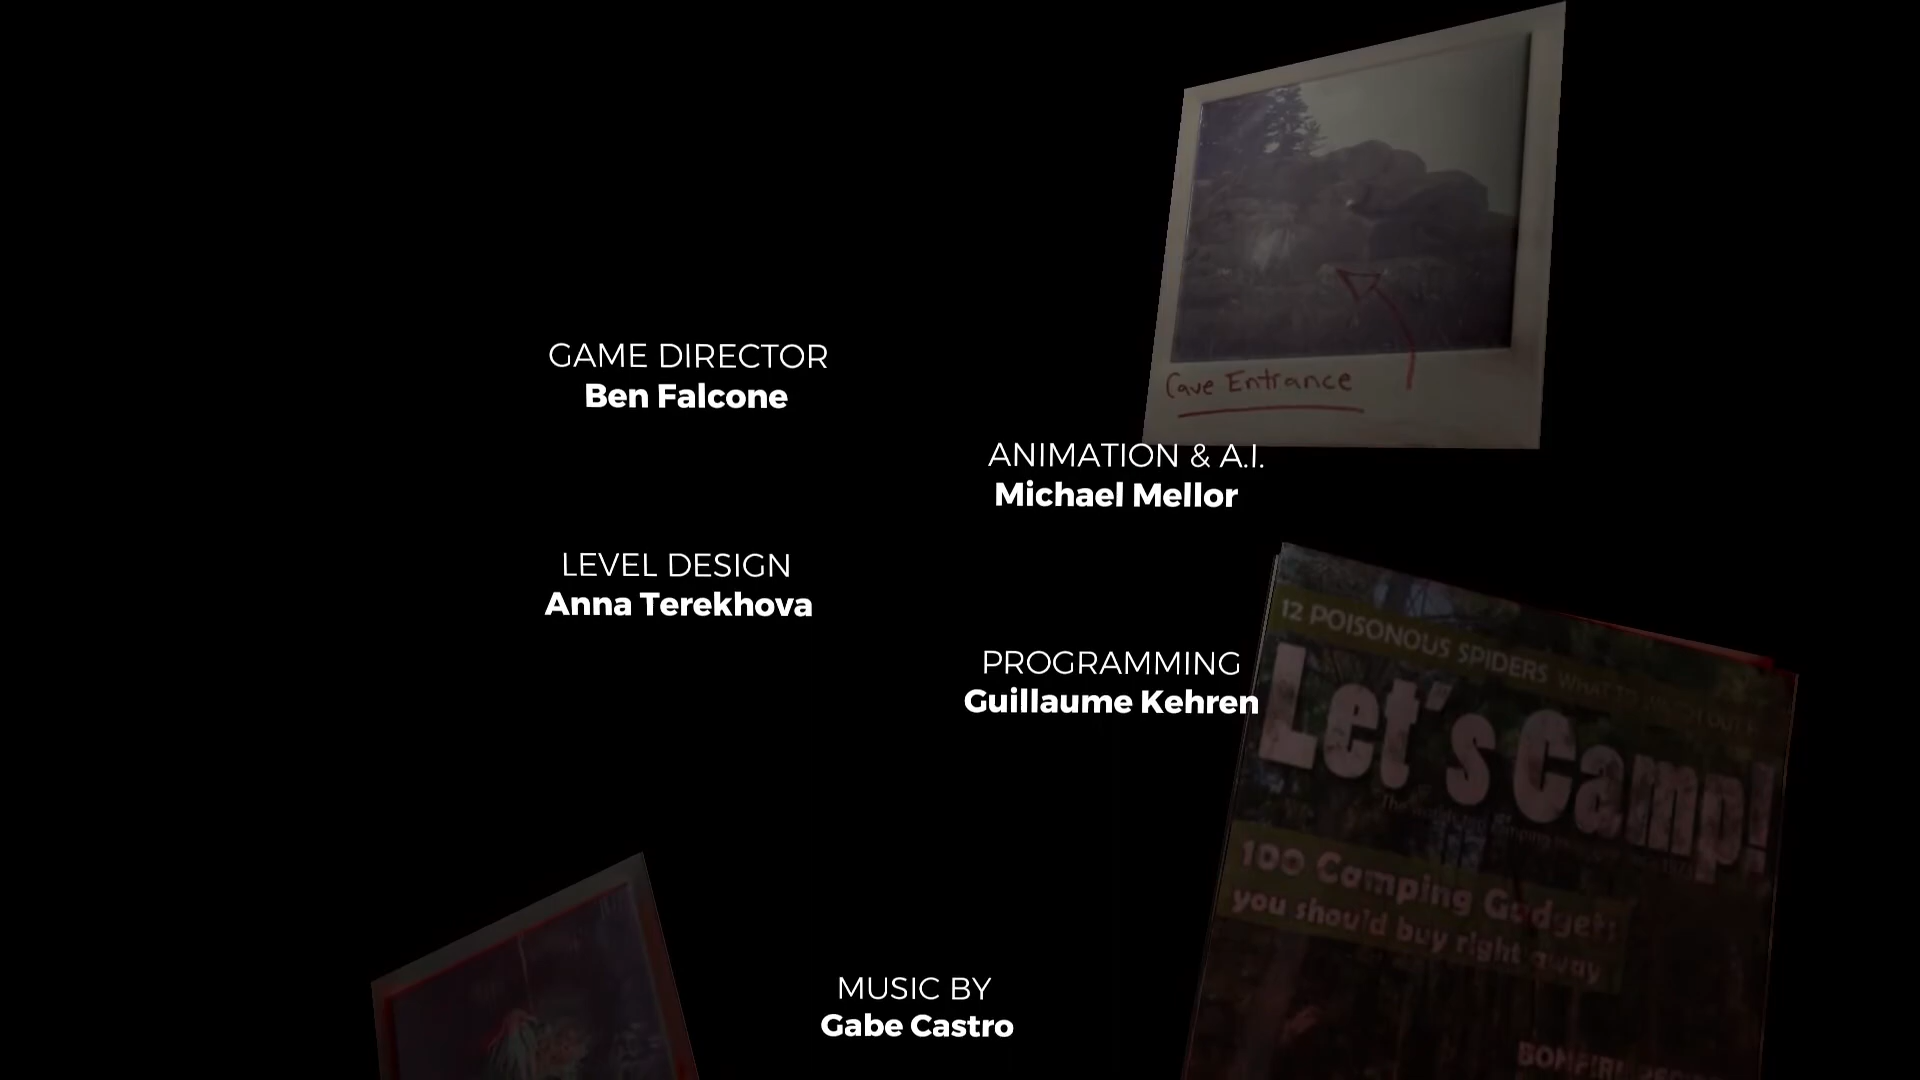 Cave Entrance
GAME DIRECTOR
Ben Falcone
ANIMATION & A.I.
Michael Mellor
LEVEL DESIGN
Anna Terekhova
PROGRAMMING
Guillaume Kehren
12 POISONOUS SPIDERS
Let's Camp!
100 Camping Gadgets
you should buy right away
MUSIC BY
Gabe Castro